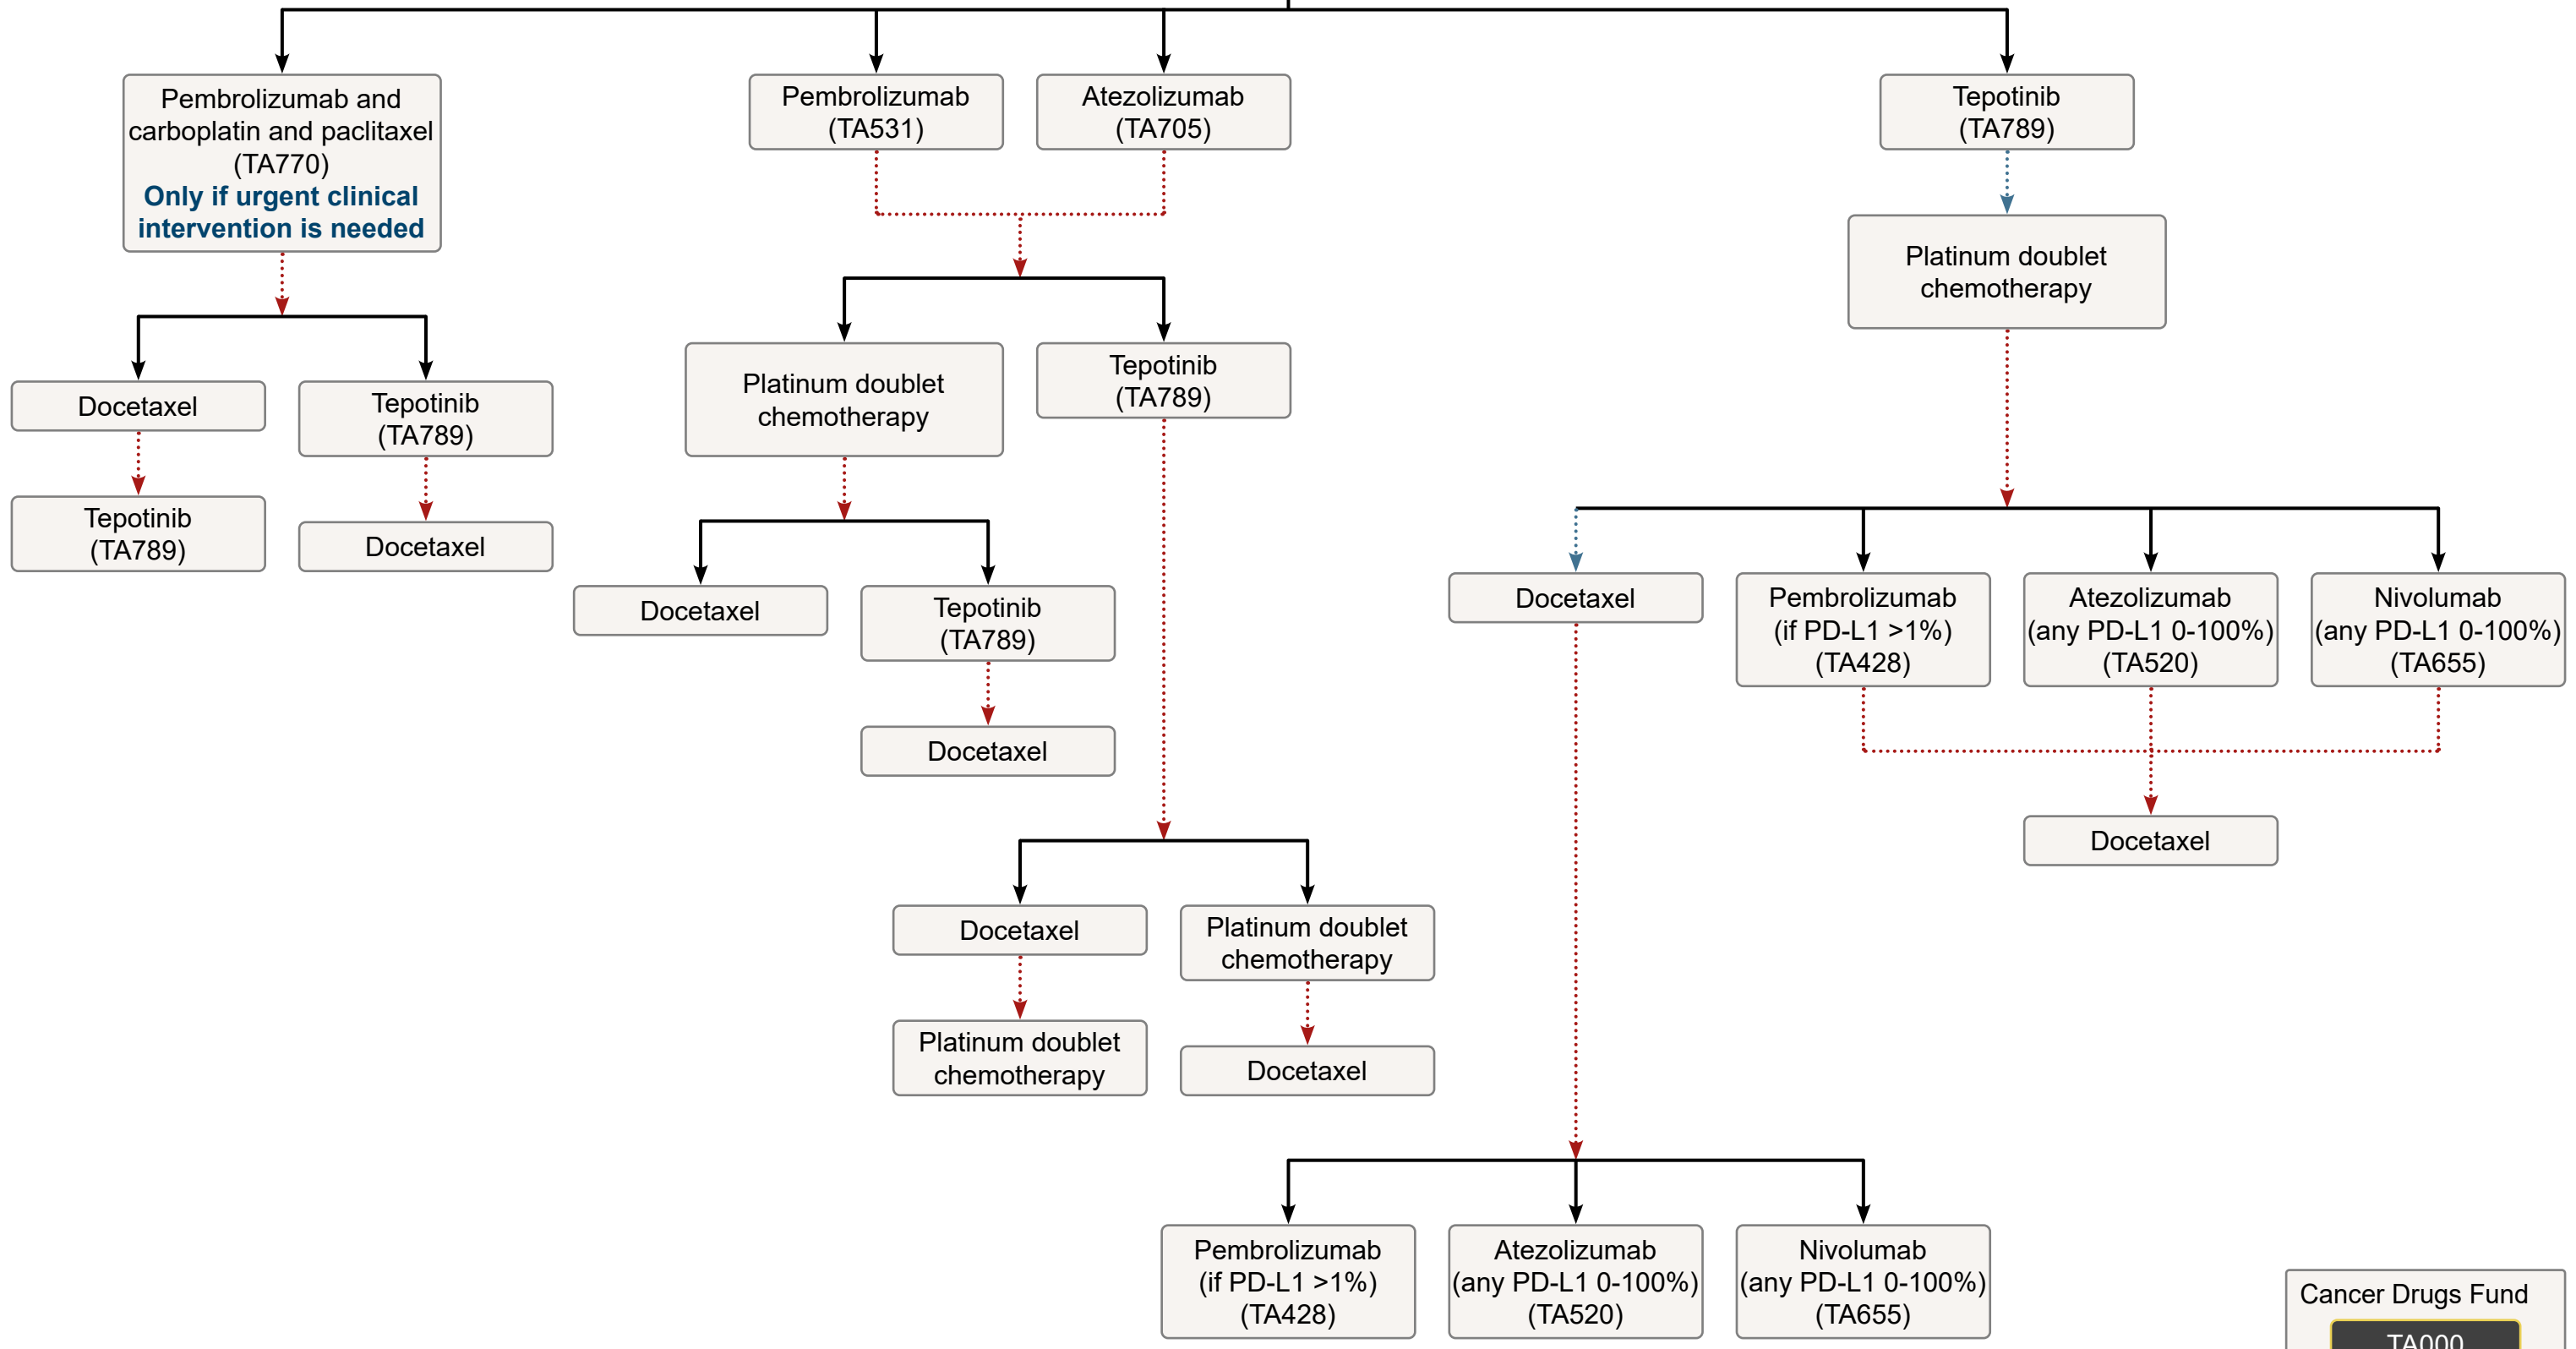 Pembrolizumab and
carboplatin and paclitaxel
(TA770)
Only if urgent clinical
intervention is needed
Pembrolizumab
(TA531)
Atezolizumab
(TA705)
Tepotinib
(TA789)
Platinum doublet
chemotherapy
Docetaxel
Tepotinib
(TA789)
Tepotinib
(TA789)
Docetaxel
Platinum doublet
chemotherapy
Tepotinib
(TA789)
Docetaxel
Tepotinib
(TA789)
Docetaxel
Docetaxel
Platinum doublet
chemotherapy
Platinum doublet
chemotherapy
Docetaxel
Docetaxel
Pembrolizumab
(if PD-L1 >1%)
(TA428)
Atezolizumab
(any PD-L1 0-100%)
(TA520)
Nivolumab
(any PD-L1 0-100%)
(TA655)
Docetaxel
Pembrolizumab
(if PD-L1 >1%)
(TA428)
Atezolizumab
(any PD-L1 0-100%)
(TA520)
Nivolumab
(any PD-L1 0-100%)
(TA655)
Cancer Drugs Fund
TA000